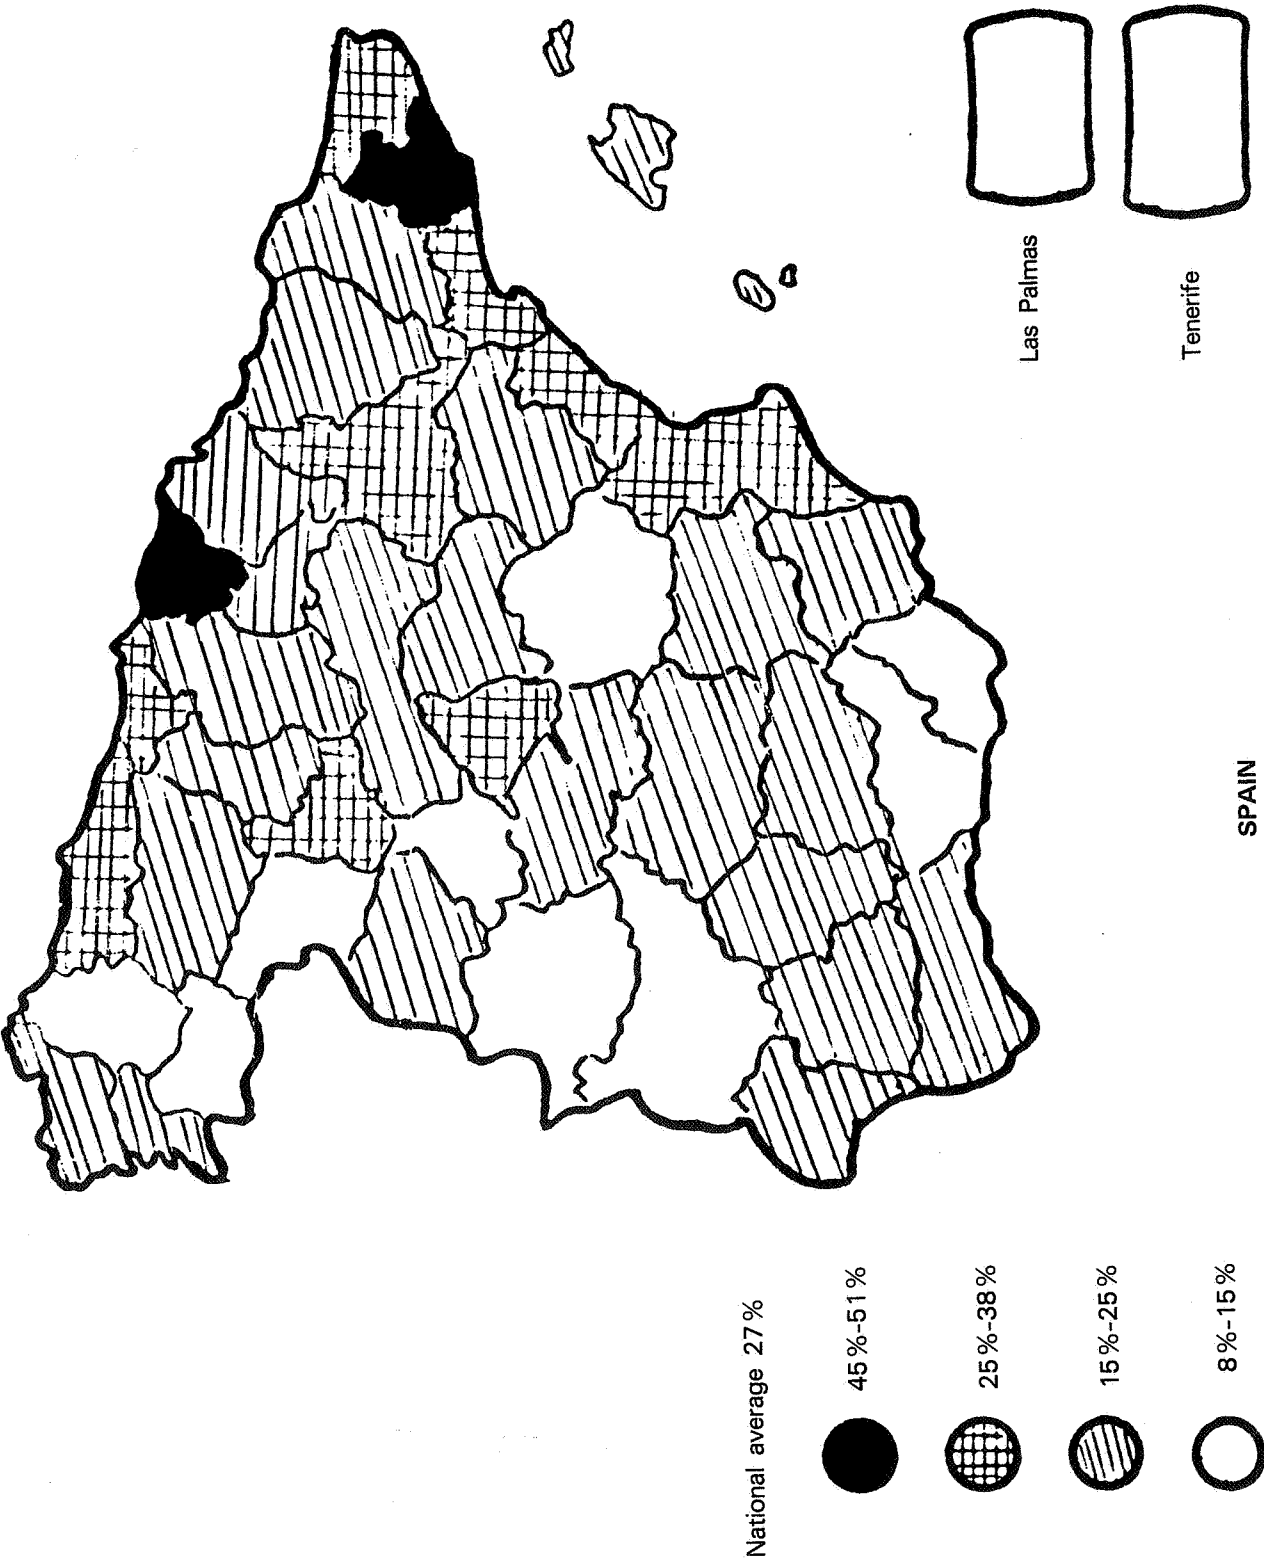 Las Palmas
Tenerife
SPAIN
National average 27%
45%-51%
25%-38%
15%-25%
8%-15%